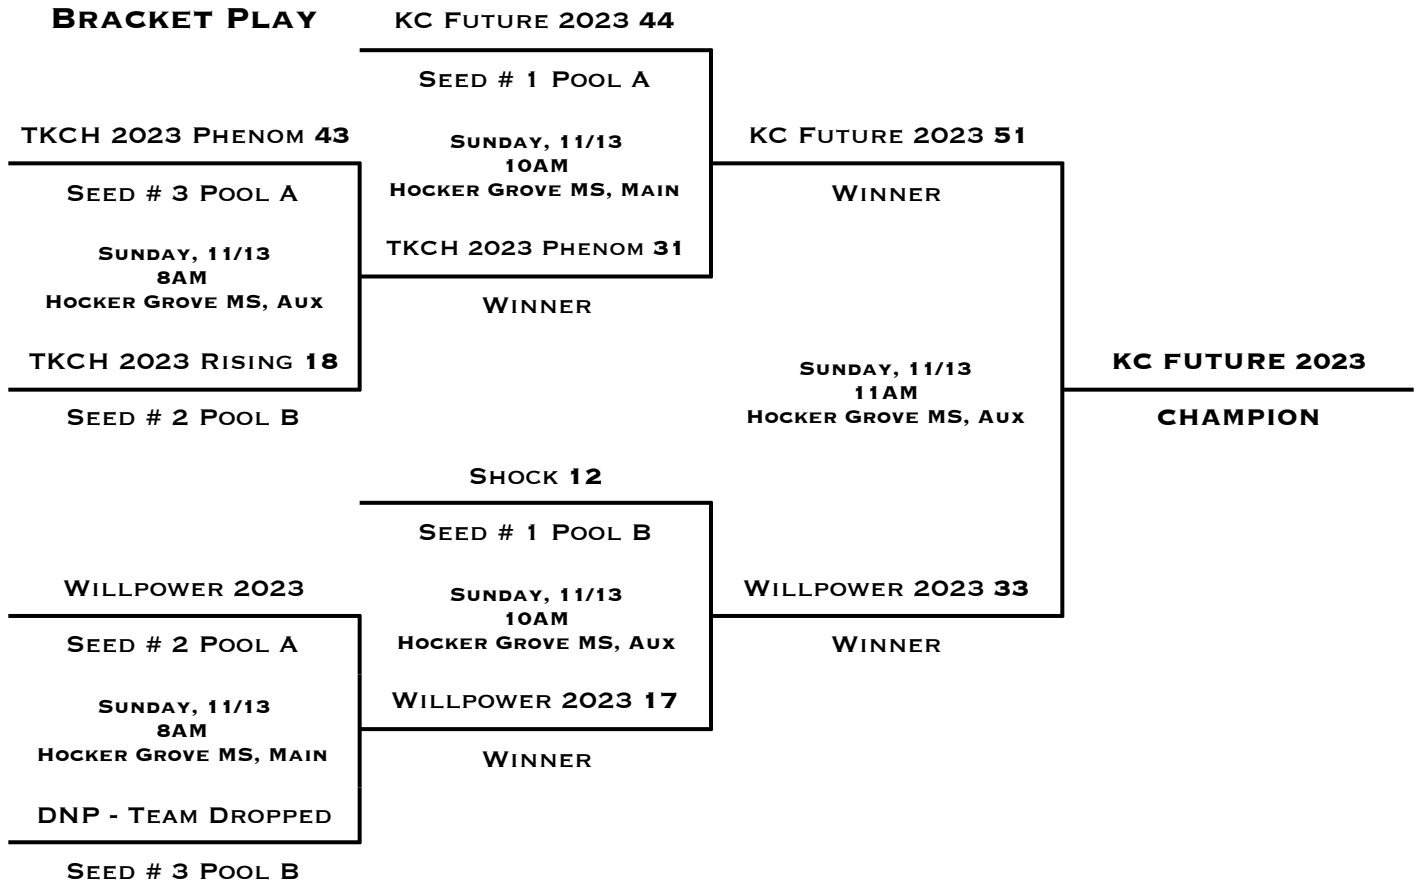 Bracket Play
KC Future 2023 44
Seed # 1 Pool A
TKCH 2023 Phenom 43
Sunday, 11/13
10AM
Hocker Grove MS, Main
KC Future 2023 51
Seed # 3 Pool A
Winner
Sunday, 11/13
8AM
Hocker Grove MS, Aux
TKCH 2023 Phenom 31
Winner
TKCH 2023 Rising 18
Seed # 2 Pool B
Sunday, 11/13
11AM
Hocker Grove MS, Aux
KC FUTURE 2023
CHAMPION
Shock 12
Seed # 1 Pool B
Willpower 2023
Sunday, 11/13
10AM
Hocker Grove MS, Aux
Willpower 2023 33
Seed # 2 Pool A
Winner
Sunday, 11/13
8AM
Hocker Grove MS, Main
Willpower 2023 17
Winner
DNP - Team Dropped
Seed # 3 Pool B